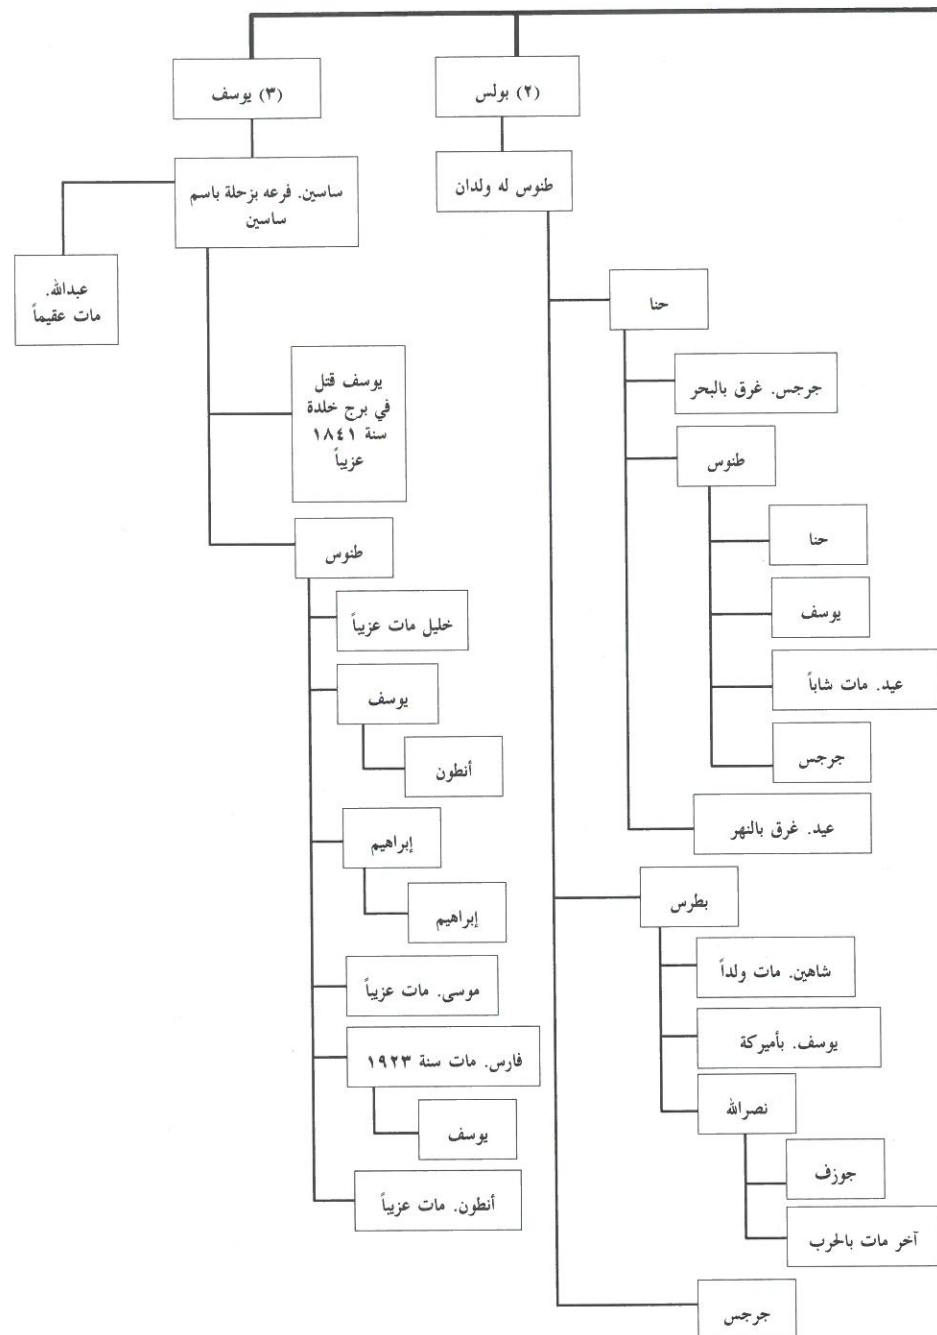 (٢) بولس
طنوس له ولدان
حنا
جرجس. غرق بالبحر
طنوس
حنا
يوسف
عيد. مات شاباً
جرجس
عيد. غرق بالنهر
بطرس
شاهين. مات ولداً
يوسف. بأميركة
نصرالله
جوزف
آخر مات بالحرب
جرجس
(٣) يوسف
ساسين. فرعه بزحلة باسم
ساسين
عبدالله.
مات عقيماً
يوسف قتل
في برج خلدة
سنة ١٨٤١
عزيباً
طنوس
خليل مات عزيباً
يوسف
أنطون
إبراهيم
إبراهيم
موسى. مات عزيباً
فارس. مات سنة ١٩٢٣
يوسف
أنطون. مات عزيباً